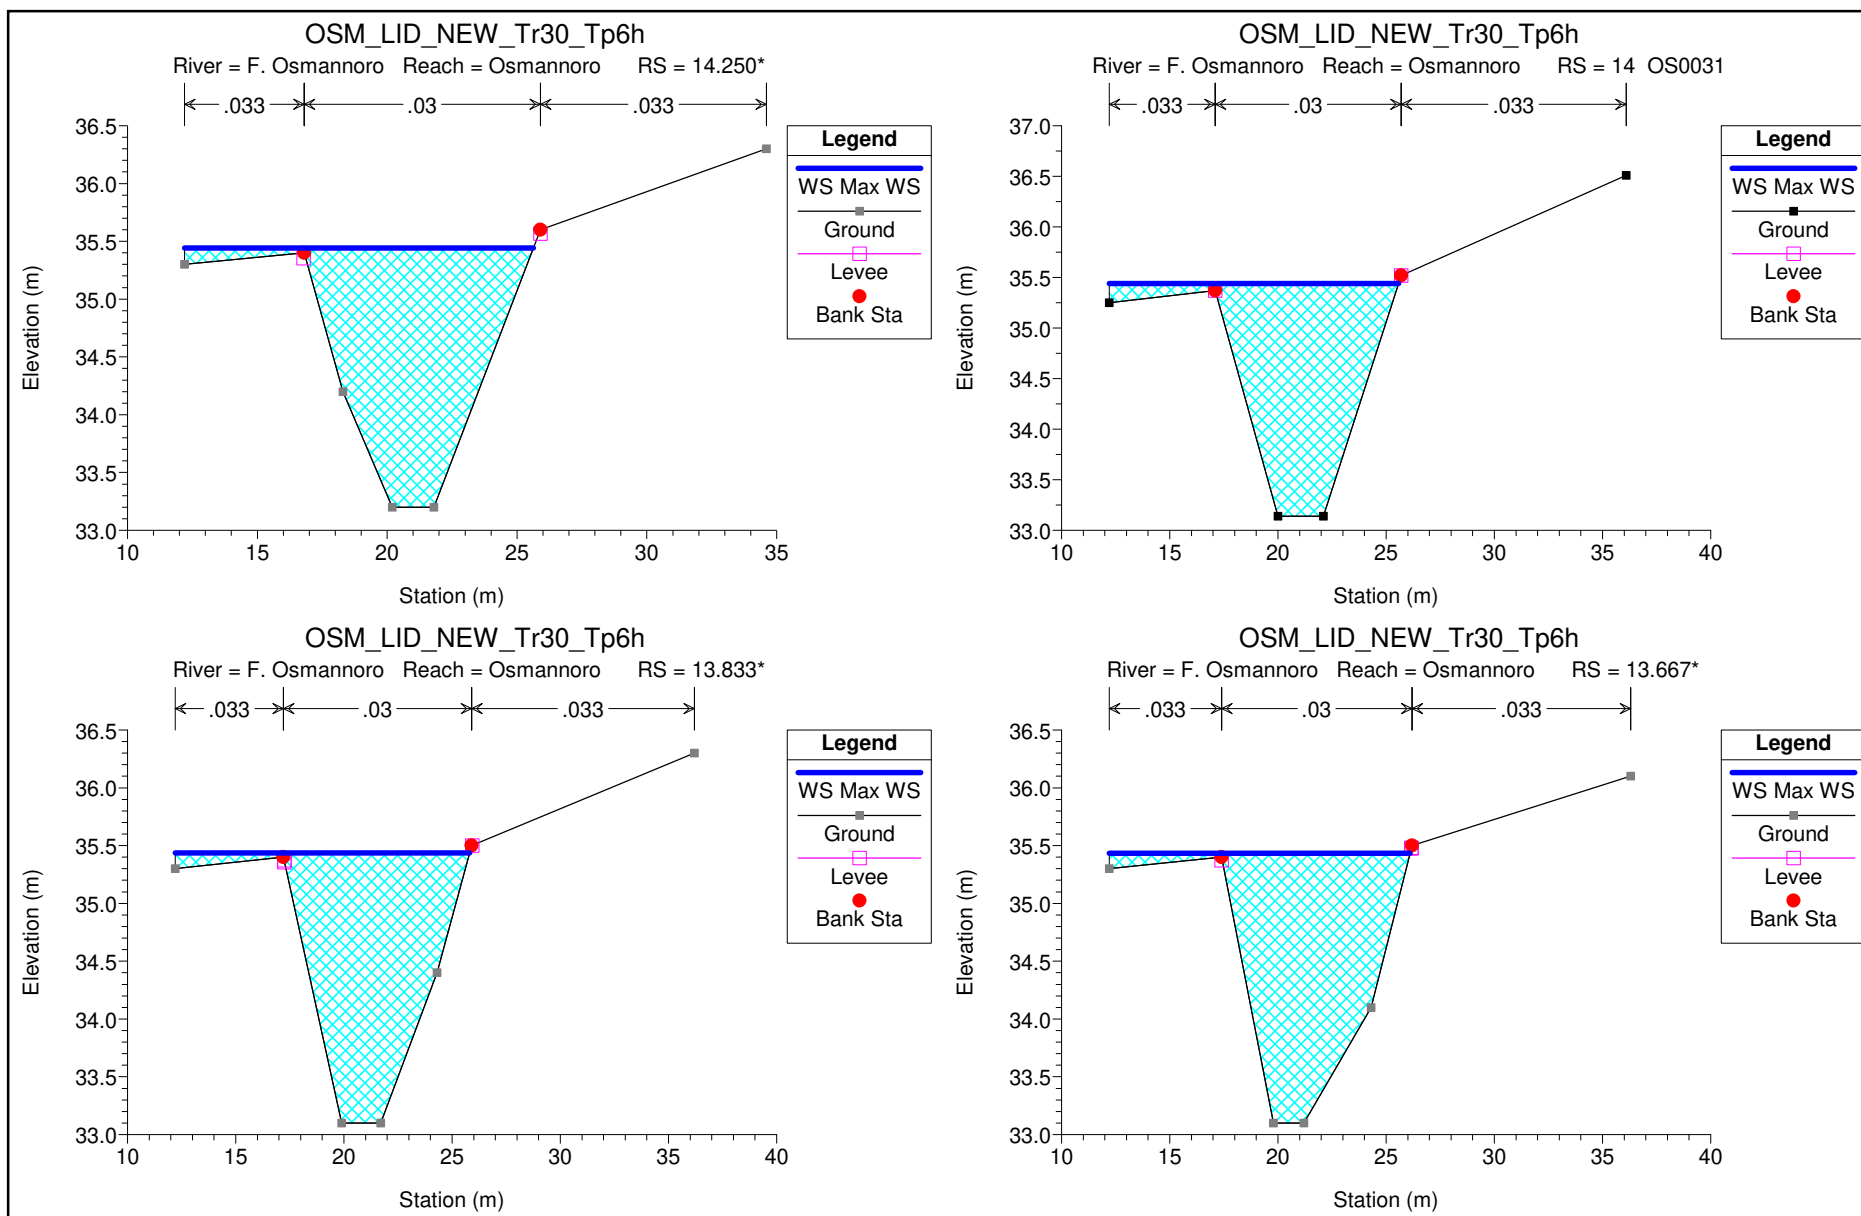 OSM_LID_NEW_Tr30_Tp6h
River = F. Osmannoro Reach = Osmannoro RS = 14.250*
.033 .03 .033
36.5
36.0
35.5
35.0
34.5
34.0
33.5
33.0
Elevation (m)
10 15 20 25 30 35
Station (m)
Legend
WS Max WS
Ground
Levee
Bank Sta
OSM_LID_NEW_Tr30_Tp6h
River = F. Osmannoro Reach = Osmannoro RS = 14 OS0031
.033 .03 .033
37.0
36.5
36.0
35.5
35.0
34.5
34.0
33.5
33.0
Elevation (m)
10 15 20 25 30 35 40
Station (m)
Legend
WS Max WS
Ground
Levee
Bank Sta
OSM_LID_NEW_Tr30_Tp6h
River = F. Osmannoro Reach = Osmannoro RS = 13.833*
.033 .03 .033
36.5
36.0
35.5
35.0
34.5
34.0
33.5
33.0
Elevation (m)
10 15 20 25 30 35 40
Station (m)
Legend
WS Max WS
Ground
Levee
Bank Sta
OSM_LID_NEW_Tr30_Tp6h
River = F. Osmannoro Reach = Osmannoro RS = 13.667*
.033 .03 .033
36.5
36.0
35.5
35.0
34.5
34.0
33.5
33.0
Elevation (m)
10 15 20 25 30 35 40
Station (m)
Legend
WS Max WS
Ground
Levee
Bank Sta